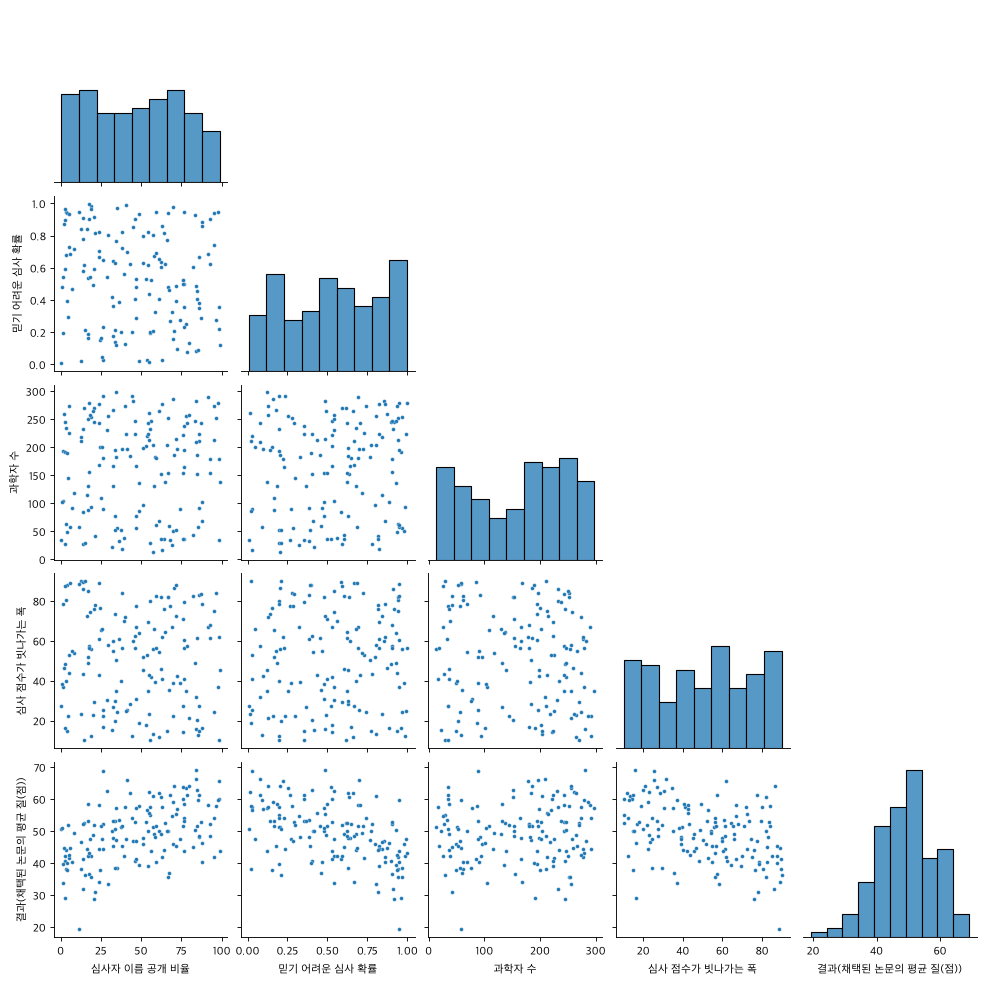 믿기 어려운 심사 확률
1.0
0.8
0.6
0.4
0.2
0.0
과학자 수
300
250
200
150
100
50
0
심사 점수가 빗나가는 폭
80
60
40
20
결과(채택된 논문의 평균 질(점))
70
60
50
40
30
20
0 25 50 75 100
심사자 이름 공개 비율
0.00 0.25 0.50 0.75 1.00
믿기 어려운 심사 확률
0 100 200 300
과학자 수
20 40 60 80
심사 점수가 빗나가는 폭
20 40 60
결과(채택된 논문의 평균 질(점))